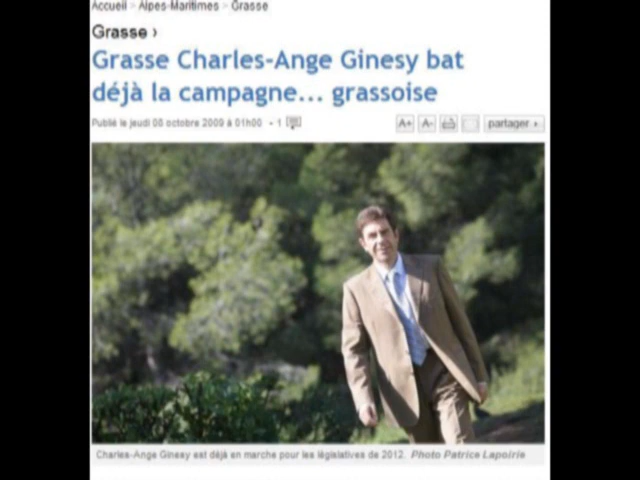 Accueil > Alpes-Maritimes > Grasse
Grasse ›
Grasse Charles-Ange Ginesy bat
déjà la campagne... grassoise
Publié le jeudi 08 octobre 2009 à 01h00 - 1
A+ A- partager ›
Charles-Ange Ginesy est déjà en marche pour les législatives de 2012. Photo Patrice Lapoirie